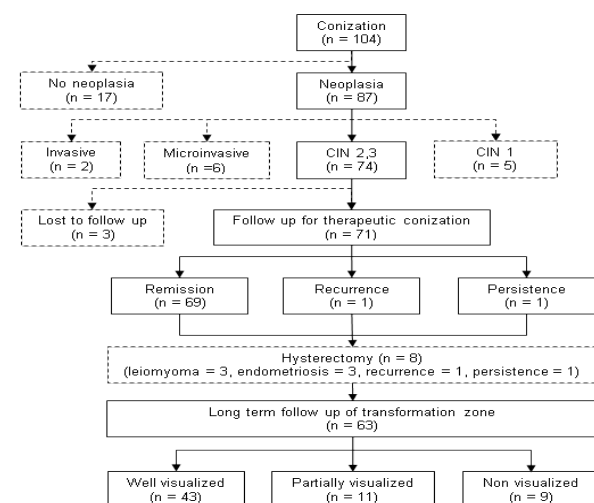 Conization
(n = 104)
No neoplasia
(n = 17)
Neoplasia
(n = 87)
Invasive
(n = 2)
Microinvasive
(n =6)
CIN 2,3
(n = 74)
CIN 1
(n = 5)
Lost to follow up
(n = 3)
Follow up for therapeutic conization
(n = 71)
Remission
(n = 69)
Recurrence
(n = 1)
Persistence
(n = 1)
Hysterectomy (n = 8)
(leiomyoma = 3, endometriosis = 3, recurrence = 1, persistence = 1)
Long term follow up of transformation zone
(n = 63)
Well visualized
(n = 43)
Partially visualized
(n = 11)
Non visualized
(n = 9)